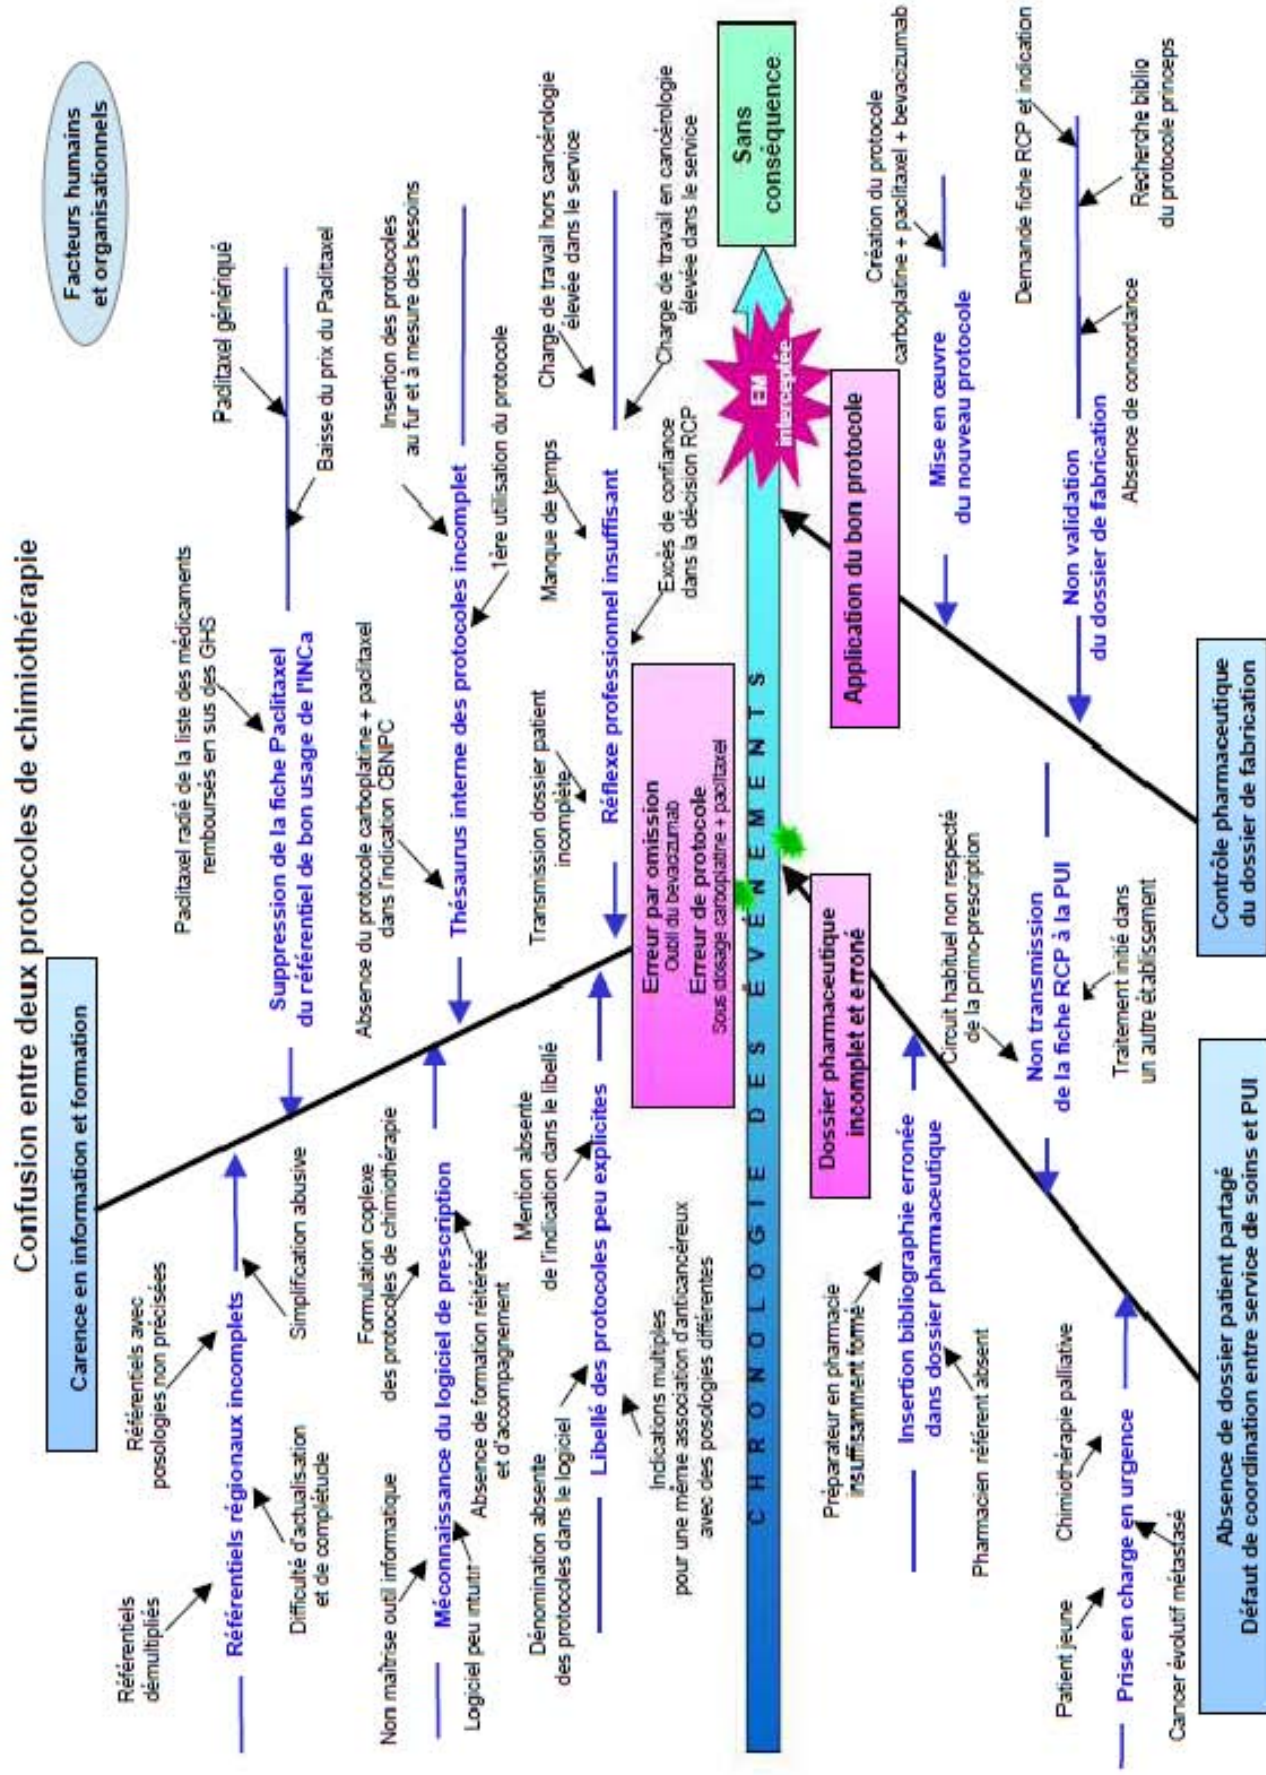 Confusion entre deux protocoles de chimiothérapie
Facteurs humains
et organisationnels
Carence en information et formation
Référentiels
démultipliés
Référentiels avec
posologies non précisées
Référentiels régionaux incomplets
Difficulté d'actualisation
et de complétude
Simplification abusive
Paclitaxel radié de la liste des médicaments
remboursés en sus des GHS
Paclitaxel générique
Suppression de la fiche Paclitaxel
du référentiel de bon usage de l'INCa
Baisse du prix du Paclitaxel
Non maîtrise outil informatique
Formulation coplexe
des protocoles de chimiothérapie
Méconnaissance du logiciel de prescription
Logiciel peu intuitif
Absence de formation réitérée
et d'accompagnement
Absence du protocole carboplatine + paclitaxel
dans l'indication CBNPC
Insertion des protocoles
au fur et à mesure des besoins
Thésaurus interne des protocoles incomplet
1ère utilisation du protocole
Dénomination absente
des protocoles dans le logiciel
Mention absente
de l'indication dans le libellé
Libellé des protocoles peu explicites
Indications multiples
pour une même association d'anticancéreux
avec des posologies différentes
Transmission dossier patient
incomplète
Manque de temps
Charge de travail hors cancérologie
élevée dans le service
Réflexe professionnel insuffisant
Excès de confiance
dans la décision RCP
Charge de travail en cancérologie
élevée dans le service
Erreur par omission
Oubli du bevacizumab
Erreur de protocole
Sous dosage carboplatine + paclitaxel
CHRONOLOGIE DES ÉVÉNEMENTS
EM
interceptée
Sans
conséquence
Dossier pharmaceutique
incomplet et erroné
Application du bon protocole
Préparateur en pharmacie
insuffisamment formé
Insertion bibliographie erronée
dans dossier pharmaceutique
Pharmacien référent absent
Circuit habituel non respecté
de la primo-prescription
Non transmission
de la fiche RCP à la PUI
Traitement initié dans
un autre établissement
Patient jeune
Chimiothérapie palliative
Prise en charge en urgence
Cancer évolutif métastasé
Création du protocole
carboplatine + paclitaxel + bevacizumab
Mise en œuvre
du nouveau protocole
Demande fiche RCP et indication
Non validation
du dossier de fabrication
Absence de concordance
Recherche biblio
du protocole princeps
Absence de dossier patient partagé
Défaut de coordination entre service de soins et PUI
Contrôle pharmaceutique
du dossier de fabrication